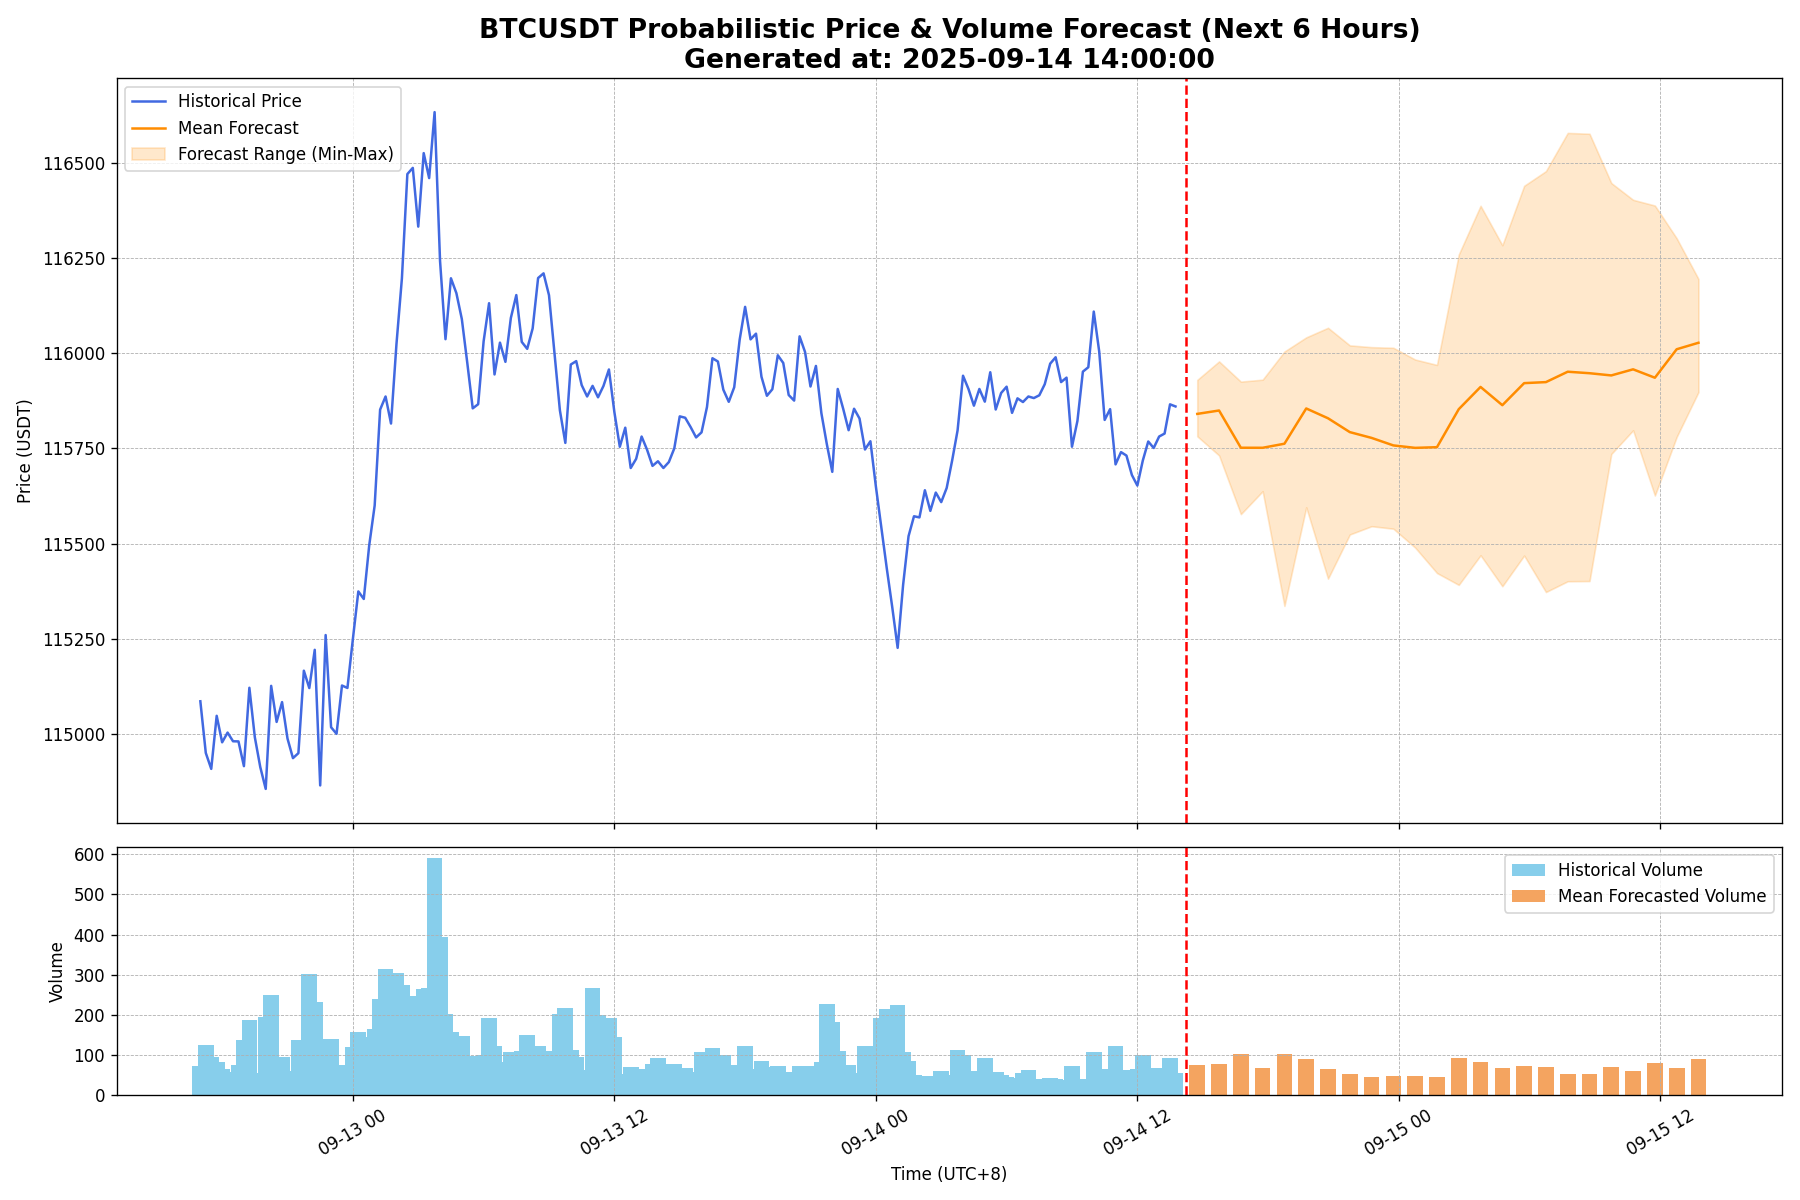 BTCUSDT Probabilistic Price & Volume Forecast (Next 6 Hours)
Generated at: 2025-09-14 14:00:00
Historical Price
Mean Forecast
Forecast Range (Min-Max)
116500
116250
116000
115750
115500
115250
115000
Price (USDT)
Historical Volume
Mean Forecasted Volume
600
500
400
300
200
100
0
Volume
09-13 00
09-13 12
09-14 00
09-14 12
09-15 00
09-15 12
Time (UTC+8)